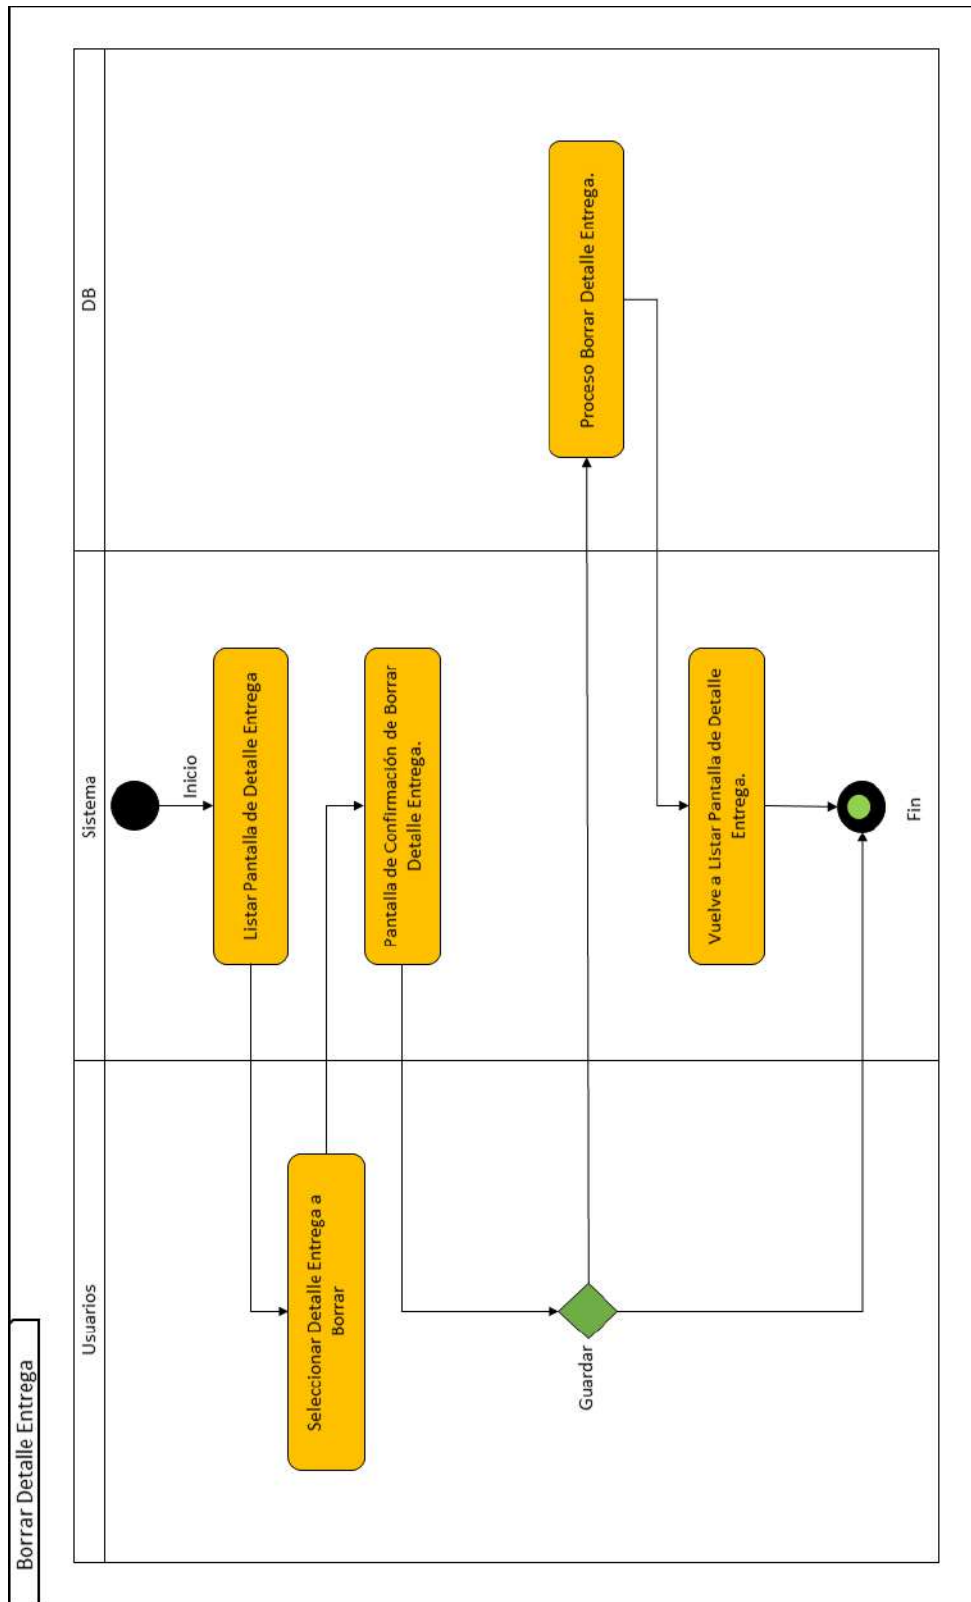 Borrar Detalle Entrega
Usuarios
Sistema
DB
Inicio
Listar Pantalla de Detalle Entrega
Seleccionar Detalle Entrega a
Borrar
Pantalla de Confirmación de Borrar
Detalle Entrega.
Guardar
Proceso Borrar Detalle Entrega.
Vuelve a Listar Pantalla de Detalle
Entrega.
Fin